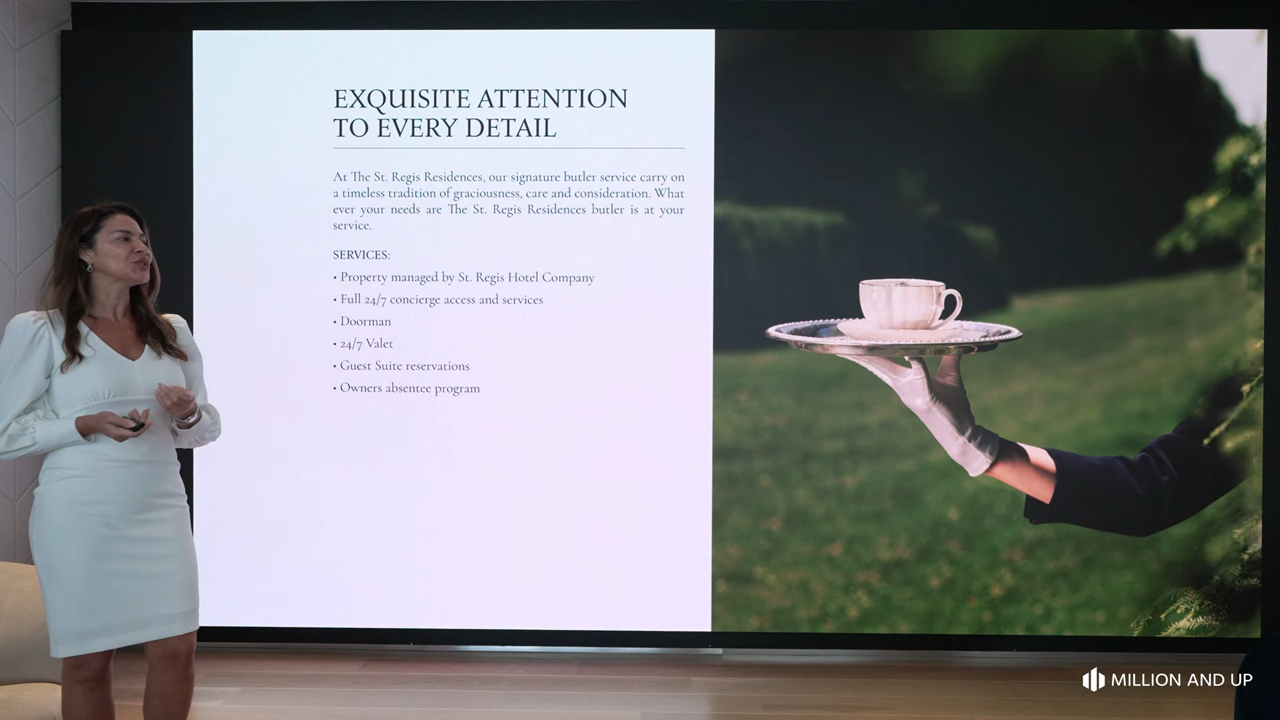 EXQUISITE ATTENTION
TO EVERY DETAIL
At The St. Regis Residences, our signature butler service carry on
a timeless tradition of graciousness, care and consideration. What
ever your needs are The St. Regis Residences butler is at your
service.
SERVICES:
• Property managed by St. Regis Hotel Company
• Full 24/7 concierge access and services
• Doorman
• 24/7 Valet
• Guest Suite reservations
• Owners absentee program
MILLION AND UP